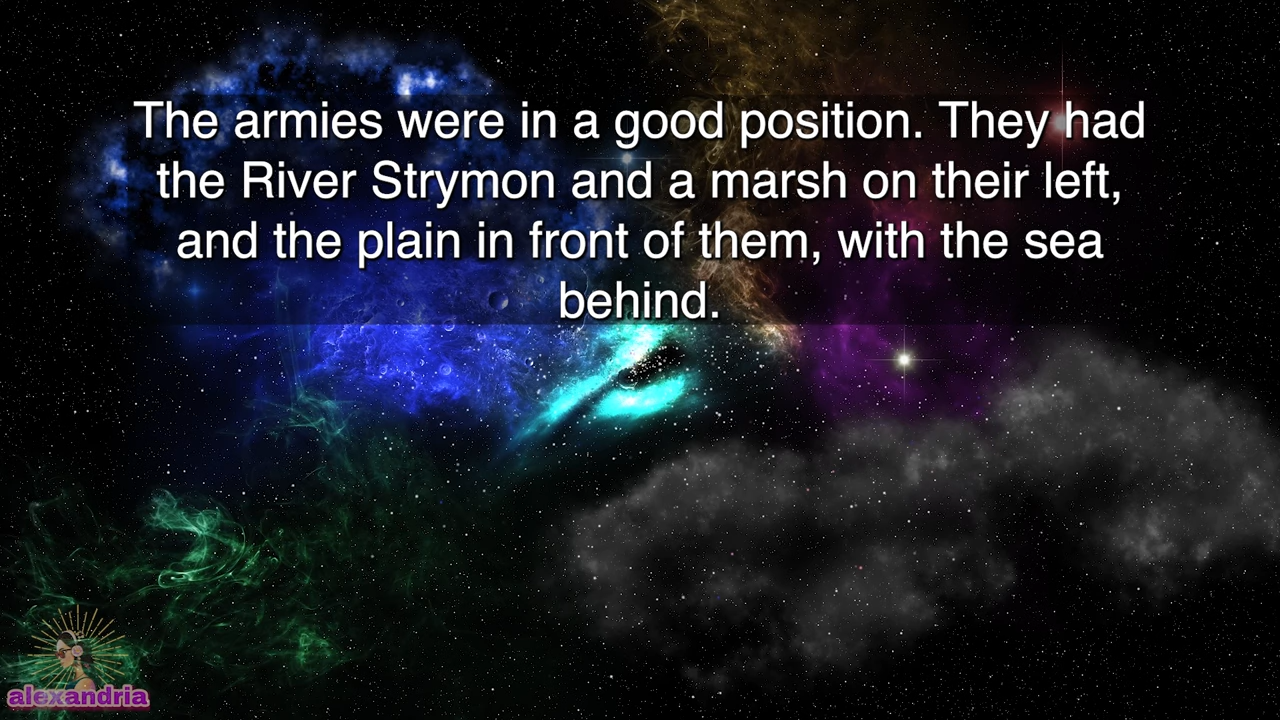 The armies were in a good position. They had
the River Strymon and a marsh on their left,
and the plain in front of them, with the sea
behind.
alexandria